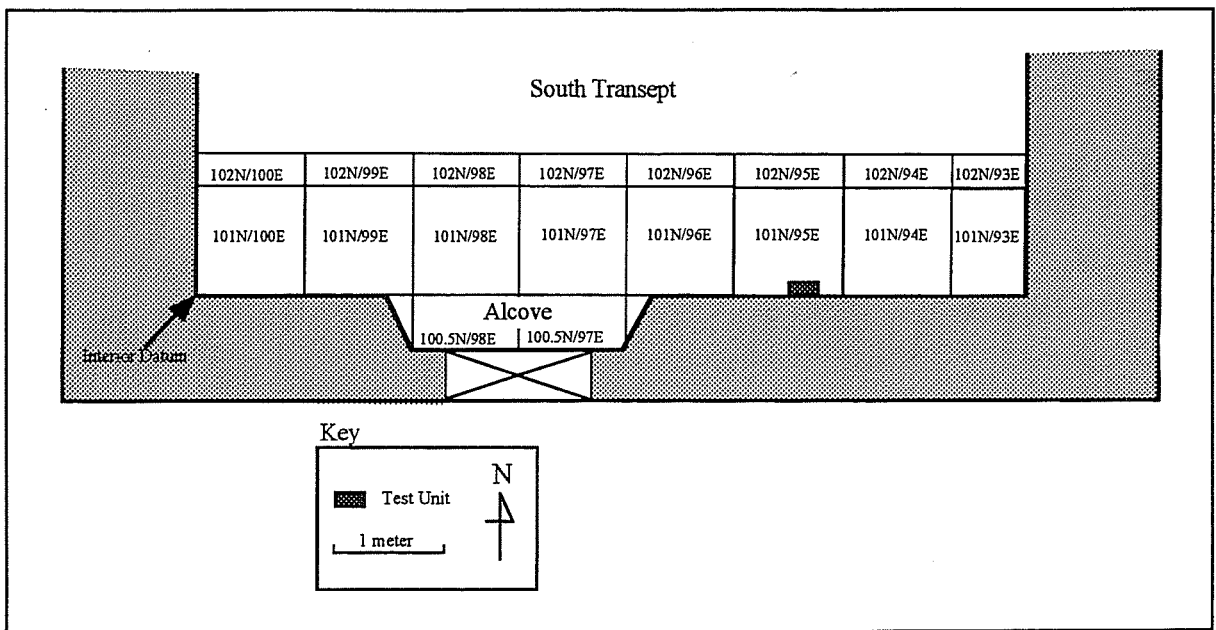 South Transept
102N/100E 102N/99E 102N/98E 102N/97E 102N/96E 102N/95E 102N/94E 102N/93E
101N/100E 101N/99E 101N/98E 101N/97E 101N/96E 101N/95E 101N/94E 101N/93E
Alcove
100.5N/98E 100.5N/97E
Interior Datum
Key
N
Test Unit
1 meter